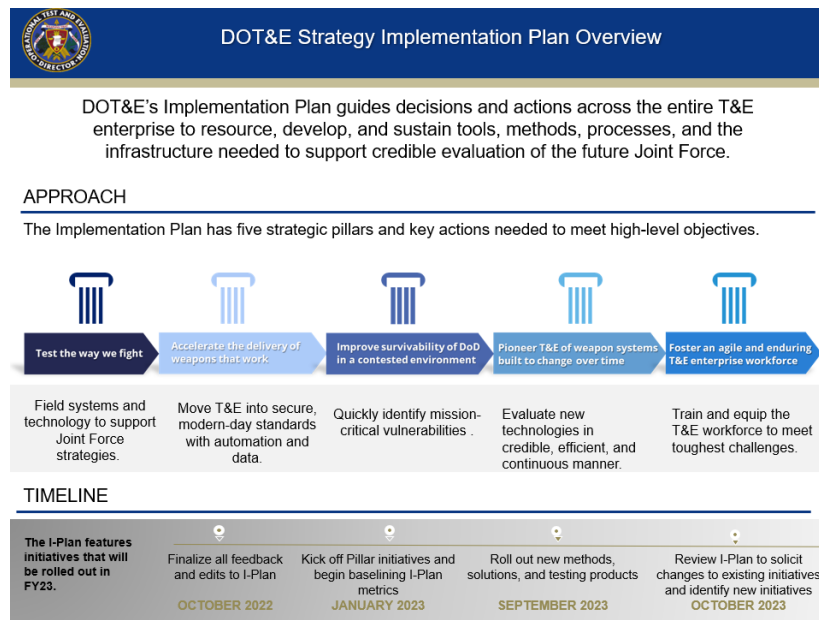 OPERATIONAL TEST AND EVALUATION
DIRECTOR
DOT&E Strategy Implementation Plan Overview
DOT&E's Implementation Plan guides decisions and actions across the entire T&E
enterprise to resource, develop, and sustain tools, methods, processes, and the
infrastructure needed to support credible evaluation of the future Joint Force.
APPROACH
The Implementation Plan has five strategic pillars and key actions needed to meet high-level objectives.
Test the way we fight
Accelerate the delivery of
weapons that work
Improve survivability of DoD
in a contested environment
Pioneer T&E of weapon systems
built to change over time
Foster an agile and enduring
T&E enterprise workforce
Field systems and
technology to support
Joint Force
strategies.
Move T&E into secure,
modern-day standards
with automation and
data.
Quickly identify mission-
critical vulnerabilities .
Evaluate new
technologies in
credible, efficient, and
continuous manner.
Train and equip the
T&E workforce to meet
toughest challenges.
TIMELINE
The I-Plan features
initiatives that will
be rolled out in
FY23.
Finalize all feedback
and edits to I-Plan
OCTOBER 2022
Kick off Pillar initiatives and
begin baselining I-Plan
metrics
JANUARY 2023
Roll out new methods,
solutions, and testing products
SEPTEMBER 2023
Review I-Plan to solicit
changes to existing initiatives
and identify new initiatives
OCTOBER 2023